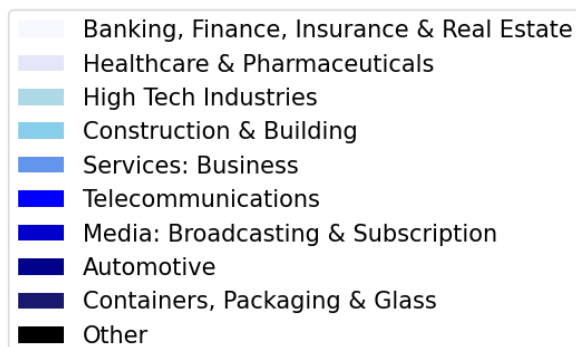 Banking, Finance, Insurance & Real Estate
Healthcare & Pharmaceuticals
High Tech Industries
Construction & Building
Services: Business
Telecommunications
Media: Broadcasting & Subscription
Automotive
Containers, Packaging & Glass
Other